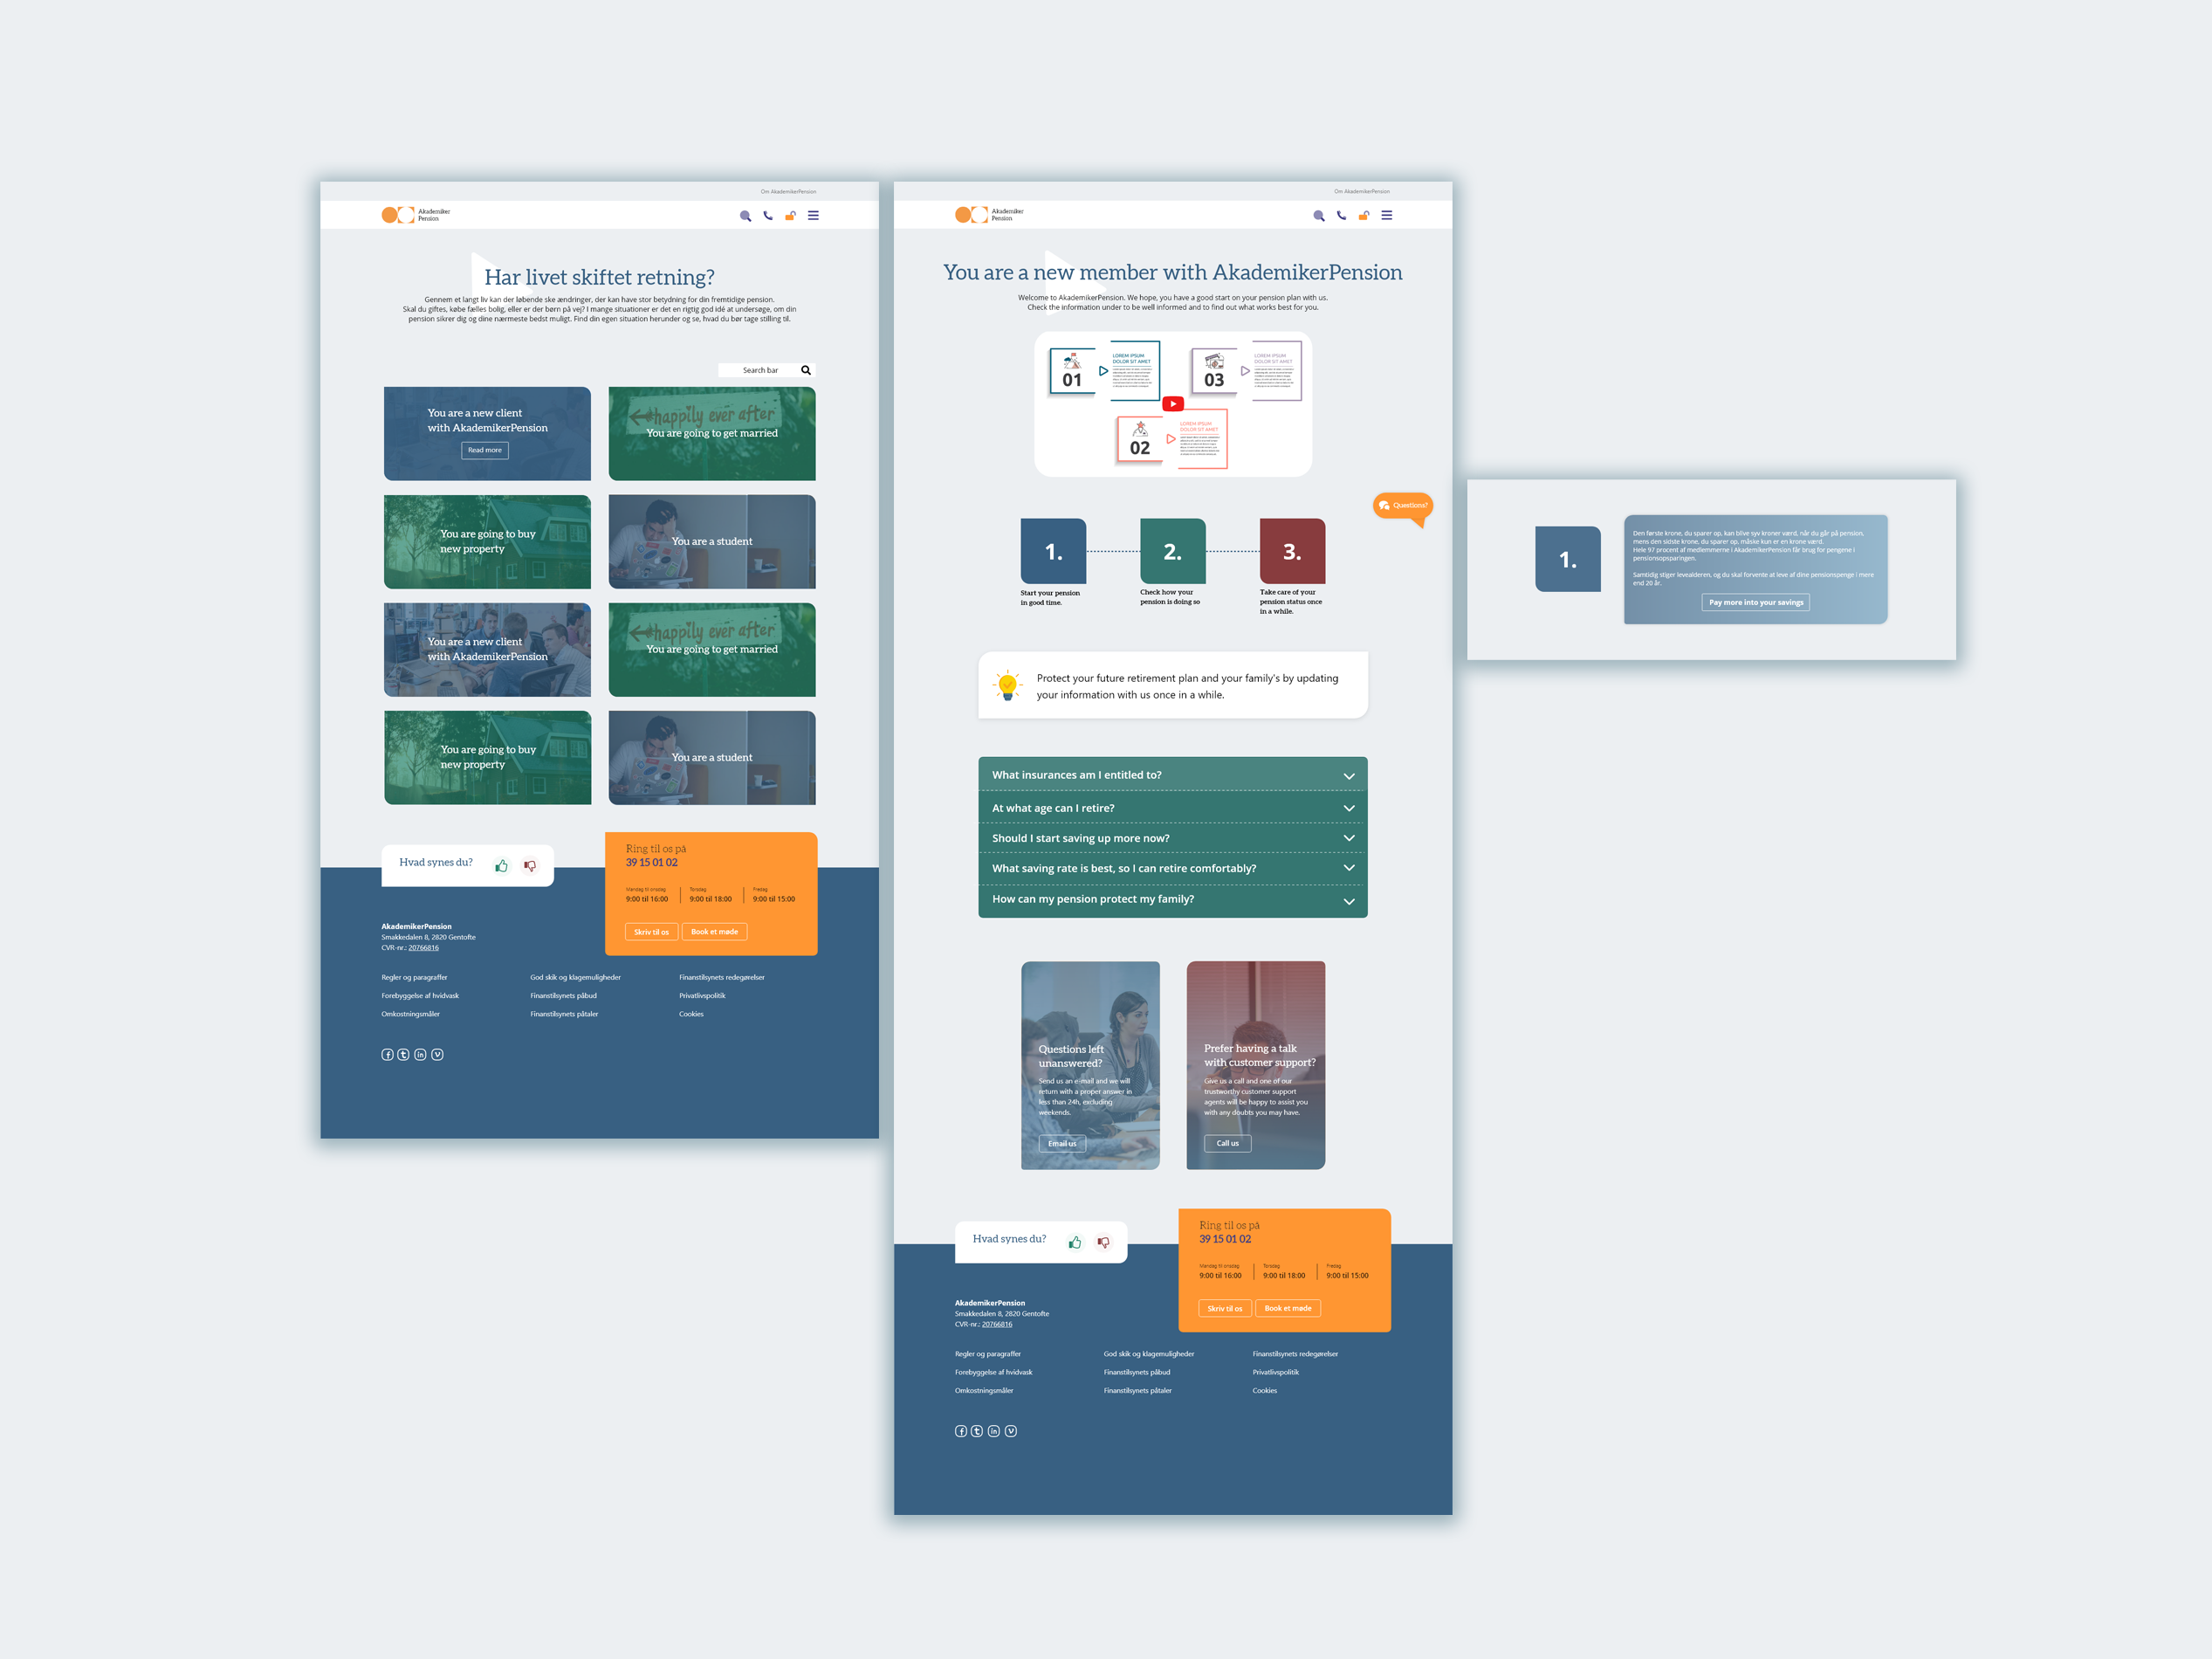 Om AkademikerPension
Akademiker
Pension
Har livet skiftet retning?
Gennem et langt liv kan der løbende ske ændringer, der kan have stor betydning for din fremtidige pension.
Skal du giftes, købe fælles bolig, eller er der børn på vej? I mange situationer er det en rigtig god idé at undersøge, om din
pension sikrer dig og dine nærmeste bedst muligt. Find din egen situation herunder og se, hvad du bør tage stilling til.
Search bar
You are a new client
with AkademikerPension
Read more
happily ever after
You are going to get married
You are going to buy
new property
You are a student
You are a new client
with AkademikerPension
happily ever after
You are going to get married
You are going to buy
new property
You are a student
Hvad synes du?
Ring til os på
39 15 01 02
Mandag til onsdag
9:00 til 16:00
Torsdag
9:00 til 18:00
Fredag
9:00 til 15:00
Skriv til os
Book et møde
AkademikerPension
Smakkedalen 8, 2820 Gentofte
CVR-nr.: 20766816
Regler og paragraffer
God skik og klagemuligheder
Finanstilsynets redegørelser
Forebyggelse af hvidvask
Finanstilsynets påbud
Privatlivspolitik
Omkostningsmåler
Finanstilsynets påtaler
Cookies
Om AkademikerPension
Akademiker
Pension
You are a new member with AkademikerPension
Welcome to AkademikerPension. We hope, you have a good start on your pension plan with us.
Check the information under to be well informed and to find out what works best for you.
01
LOREM IPSUM
DOLOR SIT AMET
03
LOREM IPSUM
DOLOR SIT AMET
02
LOREM IPSUM
DOLOR SIT AMET
Questions?
1.
2.
3.
Start your pension
in good time.
Check how your
pension is doing so
Take care of your
pension status once
in a while.
Protect your future retirement plan and your family's by updating
your information with us once in a while.
What insurances am I entitled to?
At what age can I retire?
Should I start saving up more now?
What saving rate is best, so I can retire comfortably?
How can my pension protect my family?
Questions left
unanswered?
Send us an e-mail and we will
return with a proper answer in
less than 24h, excluding
weekends.
Email us
Prefer having a talk
with customer support?
Give us a call and one of our
trustworthy customer support
agents will be happy to assist you
with any doubts you may have.
Call us
Hvad synes du?
Ring til os på
39 15 01 02
Mandag til onsdag
9:00 til 16:00
Torsdag
9:00 til 18:00
Fredag
9:00 til 15:00
Skriv til os
Book et møde
AkademikerPension
Smakkedalen 8, 2820 Gentofte
CVR-nr.: 20766816
Regler og paragraffer
God skik og klagemuligheder
Finanstilsynets redegørelser
Forebyggelse af hvidvask
Finanstilsynets påbud
Privatlivspolitik
Omkostningsmåler
Finanstilsynets påtaler
Cookies
1.
Den første krone, du sparer op, kan blive syv kroner værd, når du går på pension,
mens den sidste krone, du sparer op, måske kun er en krone værd.
Hele 97 procent af medlemmerne i AkademikerPension får brug for pengene i
pensionsopsparingen.
Samtidig stiger levealderen, og du skal forvente at leve af dine pensionspenge i mere
end 20 år.
Pay more into your savings